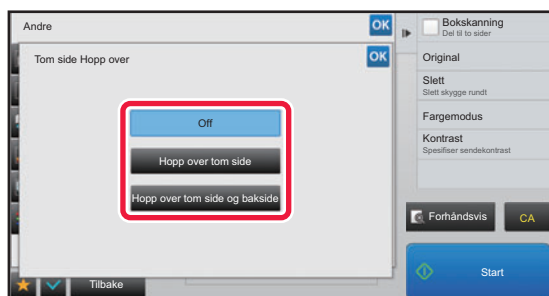 Andre
OK
Tom side Hopp over
OK
Off
Hopp over tom side
Hopp over tom side og bakside
Tilbake
Bokskanning
Del til to sider
Original
Slett
Slett skygge rundt
Fargemodus
Kontrast
Spesifiser sendekontrast
Forhåndsvis
CA
Start